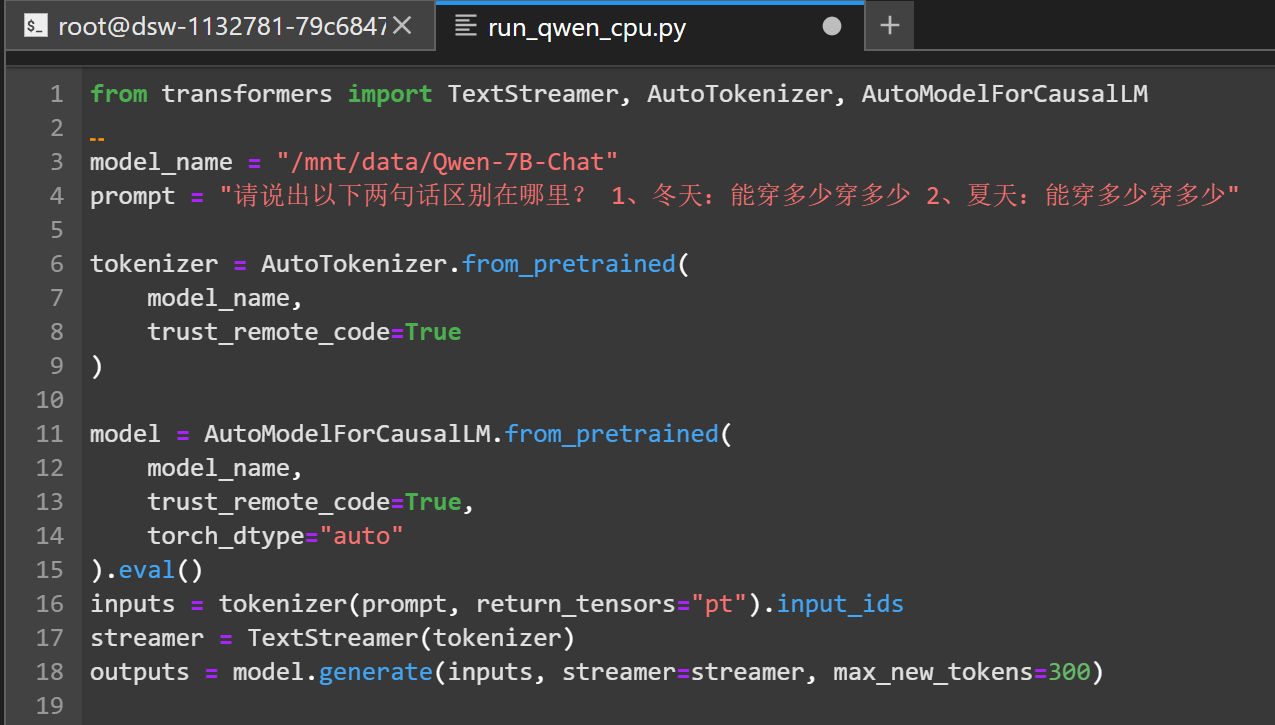 root@dsw-1132781-79c6847
run_qwen_cpu.py
1 from transformers import TextStreamer, AutoTokenizer, AutoModelForCausalLM
2
3 model_name = "/mnt/data/Qwen-7B-Chat"
4 prompt = "请说出以下两句话区别在哪里? 1、冬天:能穿多少穿多少 2、夏天:能穿多少穿多少"
5
6 tokenizer = AutoTokenizer.from_pretrained(
7     model_name,
8     trust_remote_code=True
9 )
10
11 model = AutoModelForCausalLM.from_pretrained(
12     model_name,
13     trust_remote_code=True,
14     torch_dtype="auto"
15 ).eval()
16 inputs = tokenizer(prompt, return_tensors="pt").input_ids
17 streamer = TextStreamer(tokenizer)
18 outputs = model.generate(inputs, streamer=streamer, max_new_tokens=300)
19